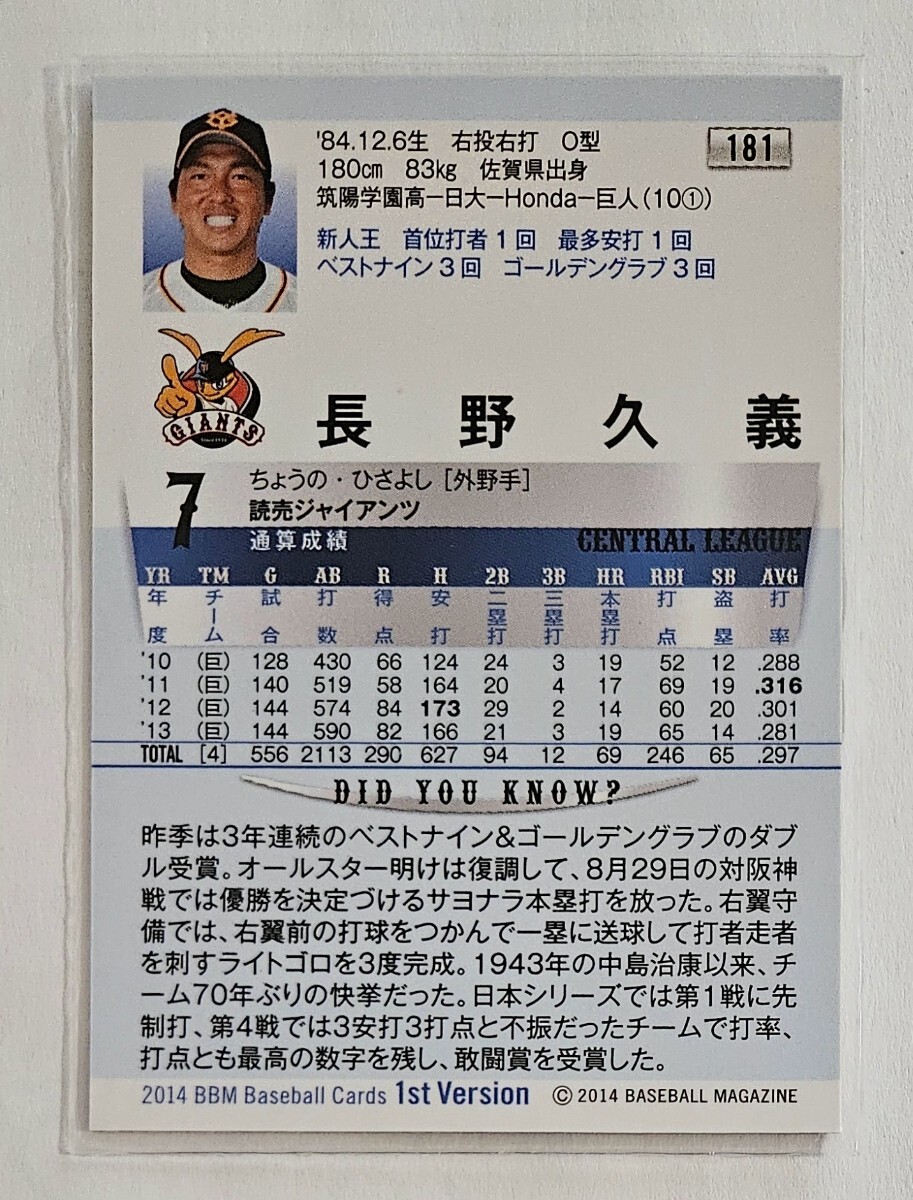 '84.12.6生 右投右打 O型
181
180cm 83kg 佐賀県出身
筑陽学園高ー日大ーHondaー巨人(10①)
新人王 首位打者1回 最多安打1回
ベストナイン3回 ゴールデングラブ3回
GIANTS
長野久義
7
ちょうの・ひさよし [外野手]
読売ジャイアンツ
通算成績 CENTRAL LEAGUE
YR TM G AB R H 2B 3B HR RBI SB AVG
年度 チーム 試合 打数 得点 安打 二塁打 三塁打 本塁打 打点 盗塁 打率
'10 (巨) 128 430 66 124 24 3 19 52 12 .288
'11 (巨) 140 519 58 164 20 4 17 69 19 .316
'12 (巨) 144 574 84 173 29 2 14 60 20 .301
'13 (巨) 144 590 82 166 21 3 19 65 14 .281
TOTAL [4] 556 2113 290 627 94 12 69 246 65 .297
DID YOU KNOW?
昨季は3年連続のベストナイン&ゴールデングラブのダブ
ル受賞。オールスター明けは復調して、8月29日の対阪神
戦では優勝を決定づけるサヨナラ本塁打を放った。右翼守
備では、右翼前の打球をつかんで一塁に送球して打者走者
を刺すライトゴロを3度完成。1943年の中島治康以来、チ
ーム70年ぶりの快挙だった。日本シリーズでは第1戦に先
制打、第4戦では3安打3打点と不振だったチームで打率、
打点とも最高の数字を残し、敢闘賞を受賞した。
2014 BBM Baseball Cards 1st Version © 2014 BASEBALL MAGAZINE